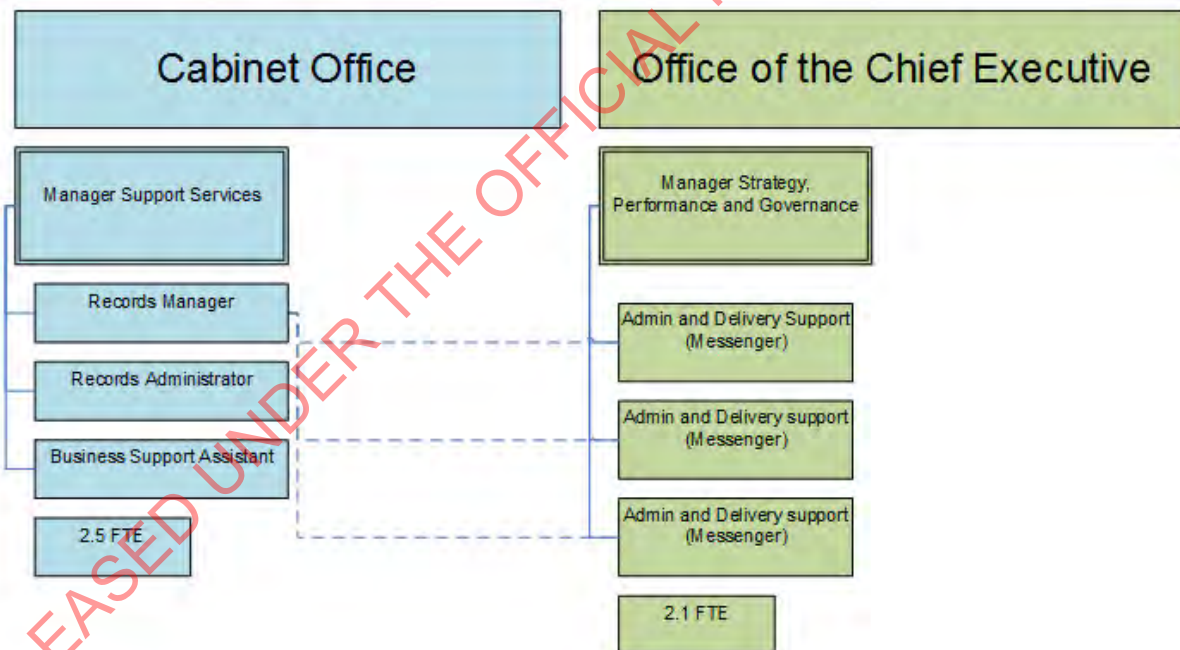 Cabinet Office
Office of the Chief Executive
Manager Support Services
Records Manager
Records Administrator
Business Support Assistant
2.5 FTE
Manager Strategy,
Performance and Governance
Admin and Delivery Support
(Messenger)
Admin and Delivery support
(Messenger)
Admin and Delivery support
(Messenger)
2.1 FTE
EASED UNDER THE OFFICIAL